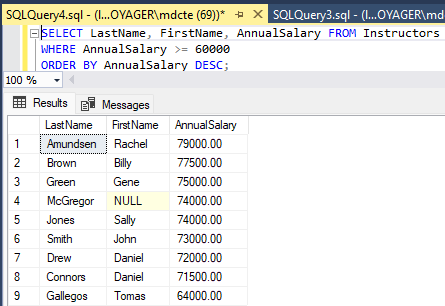 SQLQuery4.sql - (l...OYAGER\mdcte (69))* SQLQuery3.sql - (l...OYAGER\md
SELECT LastName, FirstName, AnnualSalary FROM Instructors
WHERE AnnualSalary >= 60000
ORDER BY AnnualSalary DESC;
100 %
Results Messages
LastName FirstName AnnualSalary
1 Amundsen Rachel 79000.00
2 Brown Billy 77500.00
3 Green Gene 75000.00
4 McGregor NULL 74000.00
5 Jones Sally 74000.00
6 Smith John 73000.00
7 Drew Daniel 72000.00
8 Connors Daniel 71500.00
9 Gallegos Tomas 64000.00